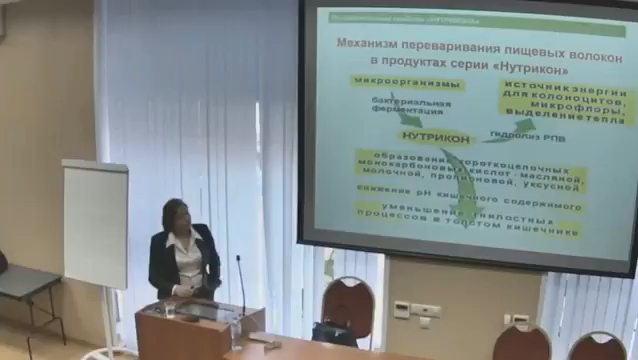 Механизм переваривания пищевых волокон
в продуктах серии «Нутрикон»
микроорганизмы
источник энергии
для колоноцитов,
микрофлоры,
выделение тепла
бактериальная
ферментация
НУТРИКОН
гидролиз РПВ
образование короткоцепочных
монокарбоновых кислот - масляной,
молочной, пропионовой, уксусной
снижение pH кишечного содержимого
уменьшение гнилостных
процессов в толстом кишечнике